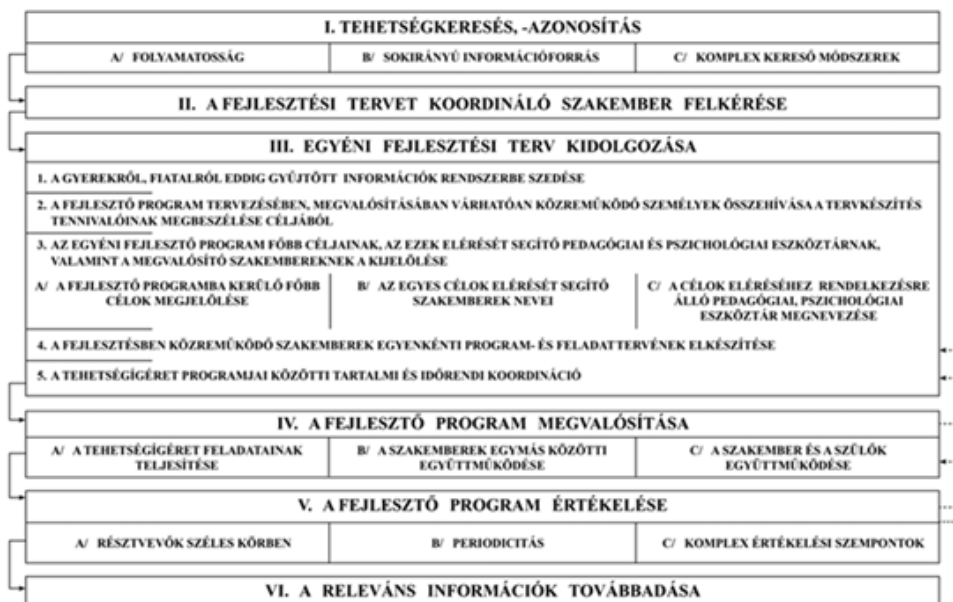 I. TEHETSÉGKERESÉS, -AZONOSÍTÁS
A/ FOLYAMATOSSÁG
B/ SOKIRÁNYÚ INFORMÁCIÓFORRÁS
C/ KOMPLEX KERESŐ MÓDSZEREK
II. A FEJLESZTÉSI TERVET KOORDINÁLÓ SZAKEMBER FELKÉRÉSE
III. EGYÉNI FEJLESZTÉSI TERV KIDOLGOZÁSA
1. A GYEREKRŐL, FIATALRÓL EDDIG GYŰJTÖTT INFORMÁCIÓK RENDSZERBE SZEDÉSE
2. A FEJLESZTŐ PROGRAM TERVEZÉSÉBEN, MEGVALÓSÍTÁSÁBAN VÁRHATÓAN KÖZREMŰKÖDŐ SZEMÉLYEK ÖSSZEHÍVÁSA A TERVKÉSZÍTÉS
TENNIVALÓINAK MEGBESZÉLÉSE CÉLJÁBÓL
3. AZ EGYÉNI FEJLESZTŐ PROGRAM FŐBB CÉLJAINAK, AZ EZEK ELÉRÉSÉT SEGÍTŐ PEDAGÓGIAI ÉS PSZICHOLÓGIAI ESZKÖZTÁRNAK,
VALAMINT A MEGVALÓSÍTÓ SZAKEMBEREKNEK A KIJELÖLÉSE
A/ A FEJLESZTŐ PROGRAMBA KERÜLŐ FŐBB
CÉLOK MEGJELÖLÉSE
B/ AZ EGYES CÉLOK ELÉRÉSÉT SEGÍTŐ
SZAKEMBEREK NEVEI
C/ A CÉLOK ELÉRÉSÉHEZ RENDELKEZÉSRE
ÁLLÓ PEDAGÓGIAI, PSZICHOLÓGIAI
ESZKÖZTÁR MEGNEVEZÉSE
4. A FEJLESZTÉSBEN KÖZREMŰKÖDŐ SZAKEMBEREK EGYENKÉNTI PROGRAM- ÉS FELADATTERVÉNEK ELKÉSZÍTÉSE
5. A TEHETSÉGÍGÉRET PROGRAMJAI KÖZÖTTI TARTALMI ÉS IDŐRENDI KOORDINÁCIÓ
IV. A FEJLESZTŐ PROGRAM MEGVALÓSÍTÁSA
A/ A TEHETSÉGÍGÉRET FELADATAINAK
TELJESÍTÉSE
B/ A SZAKEMBEREK EGYMÁS KÖZÖTTI
EGYÜTTMŰKÖDÉSE
C/ A SZAKEMBER ÉS A SZÜLŐK
EGYÜTTMŰKÖDÉSE
V. A FEJLESZTŐ PROGRAM ÉRTÉKELÉSE
A/ RÉSZTVEVŐK SZÉLES KÖRBEN
B/ PERIODICITÁS
C/ KOMPLEX ÉRTÉKELÉSI SZEMPONTOK
VI. A RELEVÁNS INFORMÁCIÓK TOVÁBBADÁSA